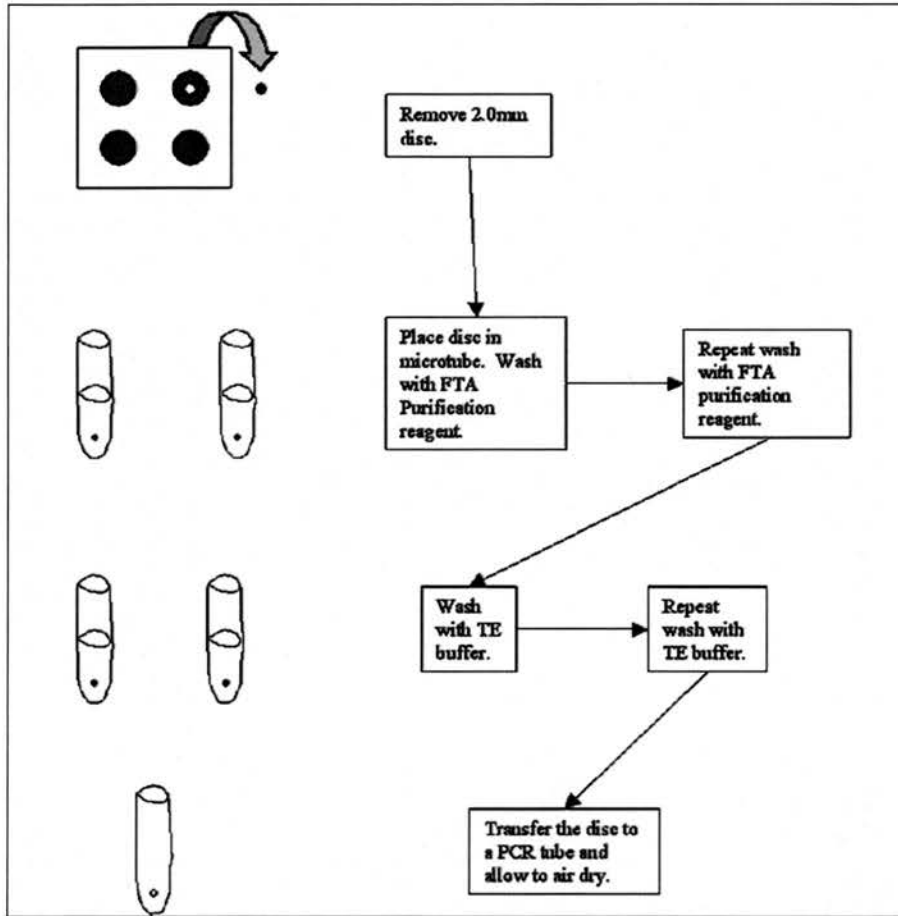 Remove 2.0mm
disc.
Place disc in
microtube. Wash
with FTA
Purification
reagent.
Repeat wash
with FTA
purification
reagent.
Wash
with TE
buffer.
Repeat
wash with
TE buffer.
Transfer the disc to
a PCR tube and
allow to air dry.